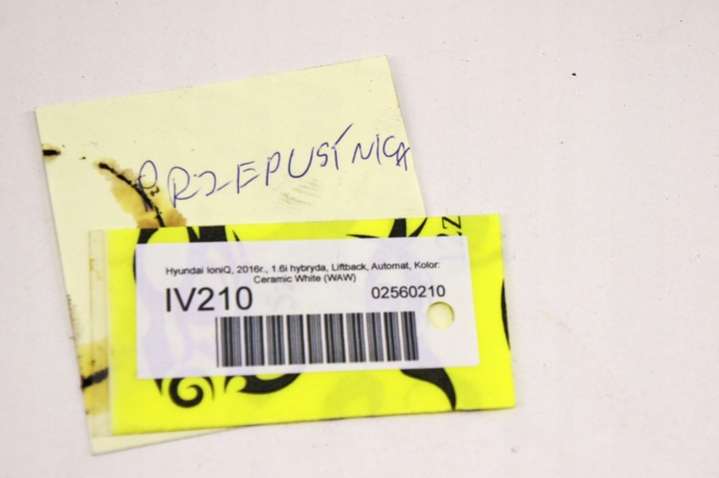 PRZEPUSTNICA
Hyundai IoniQ, 2016r., 1.6i hybryda, Liftback, Automat, Kolor:
Ceramic White (WAW)
IV210
02560210